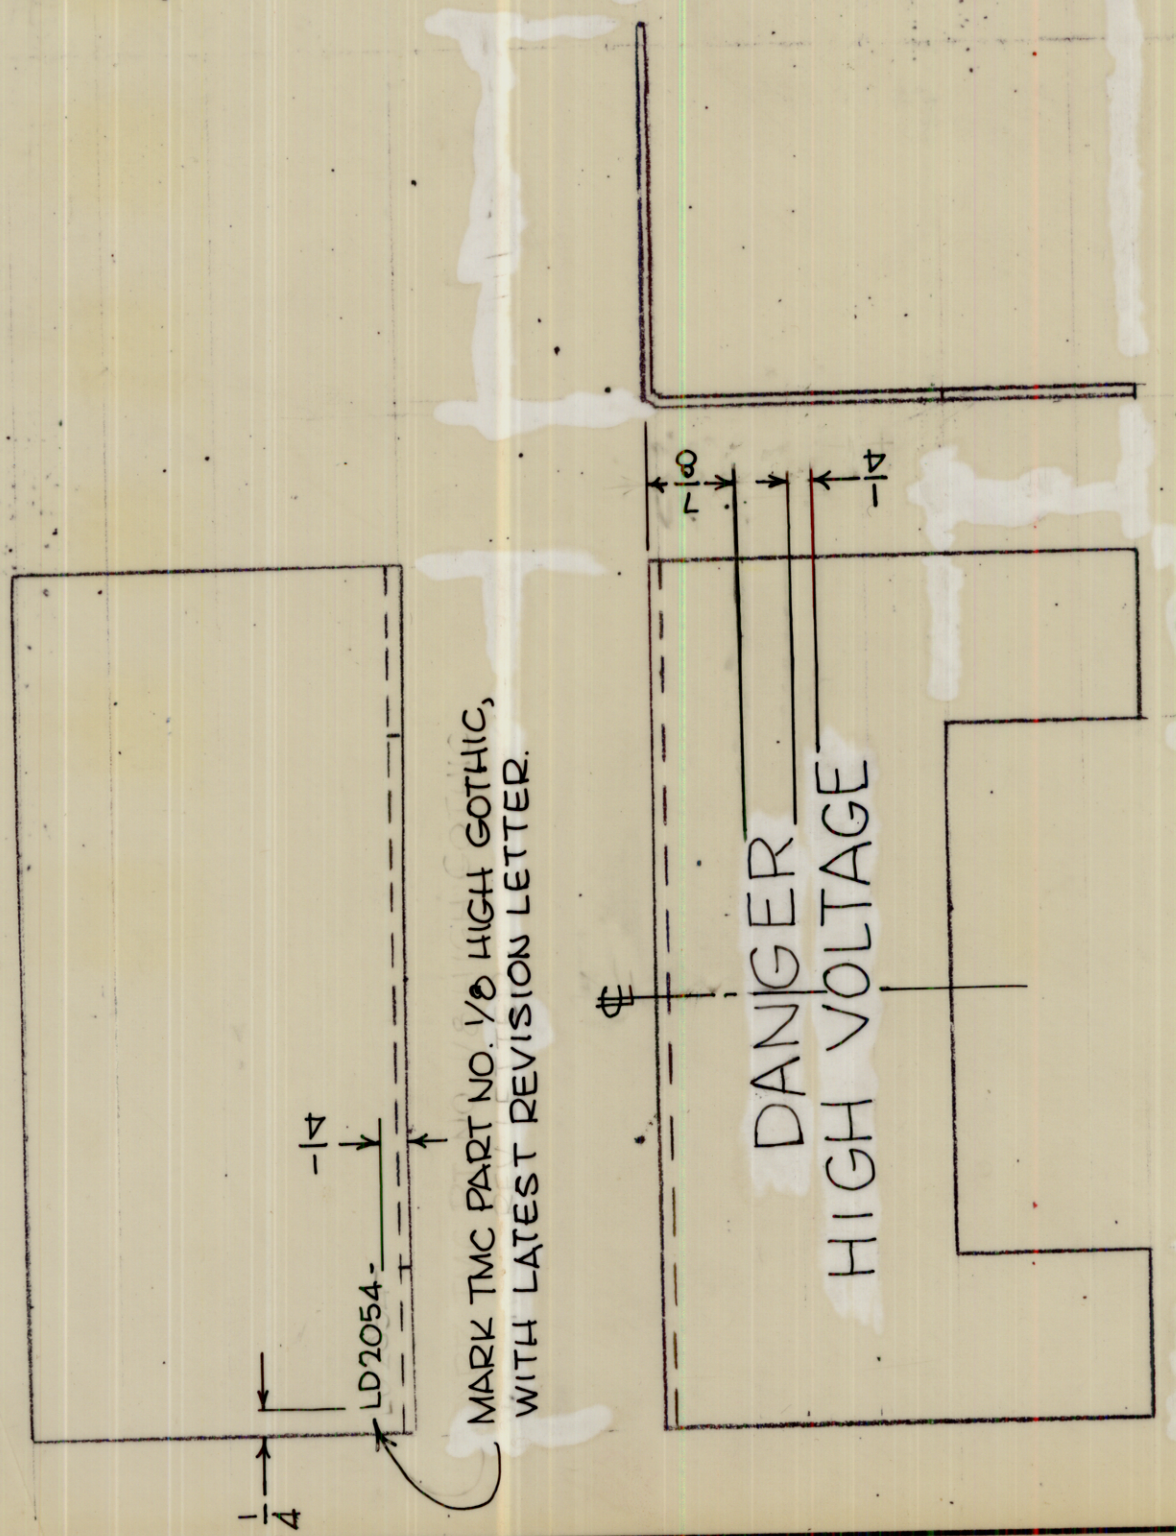 1/4
LD2054-
1/4
MARK TMC PART NO. 1/8 HIGH GOTHIC,
WITH LATEST REVISION LETTER.
℄
7/8
1/4
DANGER
HIGH VOLTAGE